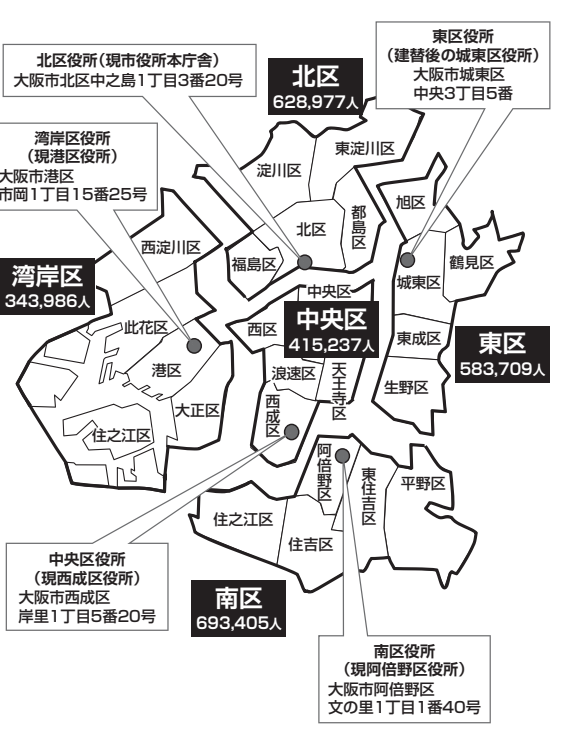 北区役所(現市役所本庁舎)
大阪市北区中之島1丁目3番20号
東区役所
(建替後の城東区役所)
大阪市城東区
中央3丁目5番
北区
628,977人
湾岸区役所
(現港区役所)
大阪市港区
市岡1丁目15番25号
東淀川区
淀川区
旭区
北区
都島区
西淀川区
福島区
鶴見区
城東区
湾岸区
343,986人
中央区
中央区
415,237人
西区
此花区
東成区
東区
583,709人
港区
浪速区
天王寺区
生野区
大正区
西成区
住之江区
阿倍野区
東住吉区
平野区
住之江区
住吉区
中央区役所
(現西成区役所)
大阪市西成区
岸里1丁目5番20号
南区
693,405人
南区役所
(現阿倍野区役所)
大阪市阿倍野区
文の里1丁目1番40号